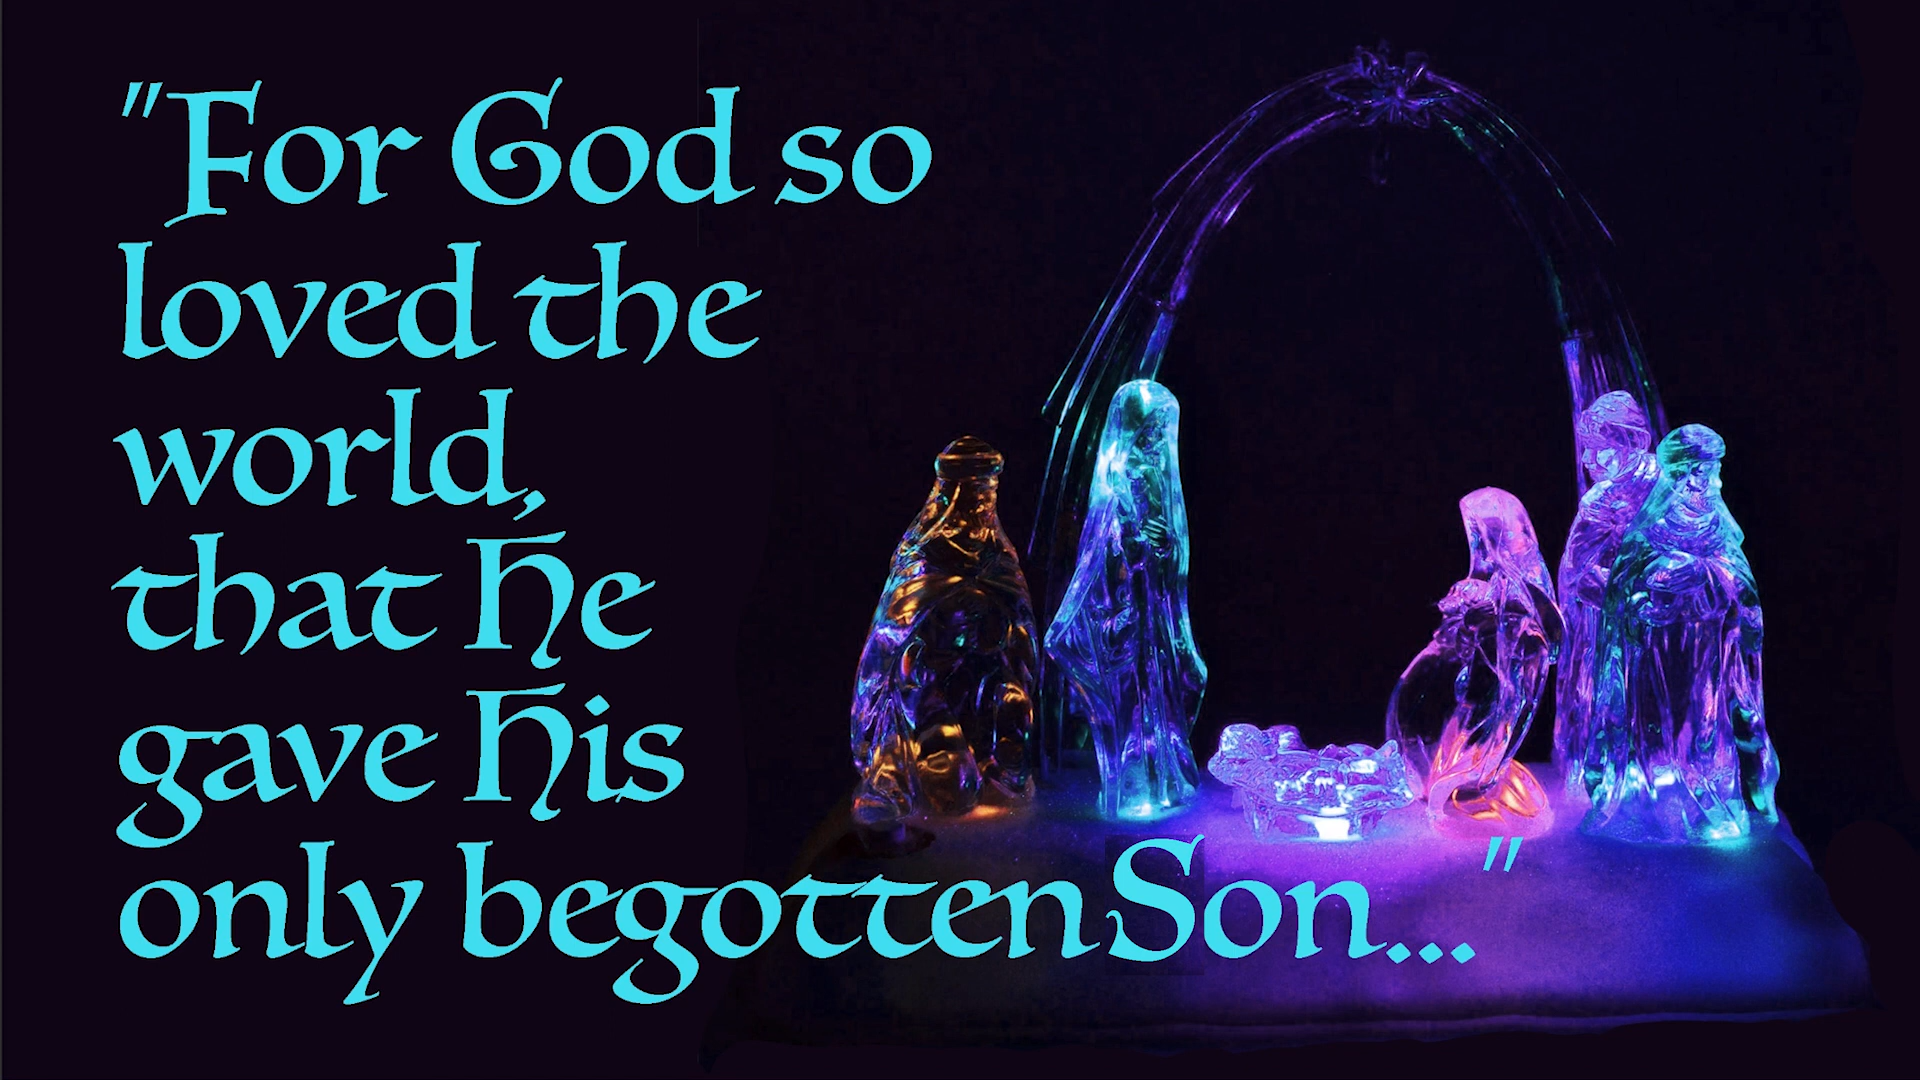 "For God so
loved the
world,
that He
gave His
only begotten Son..."